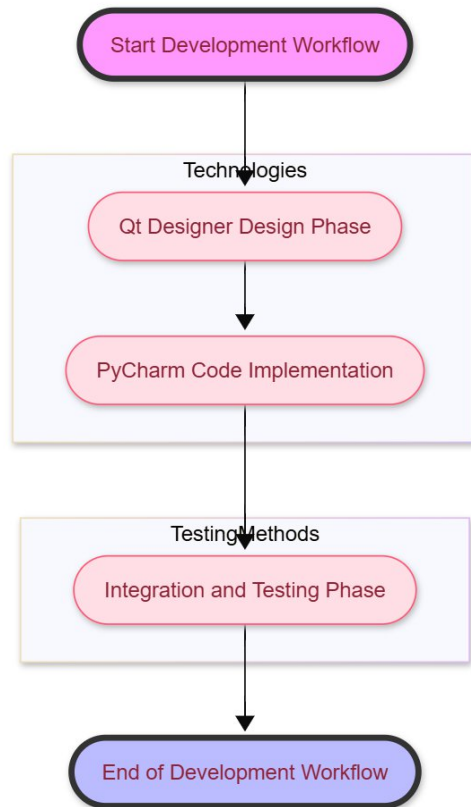 Start Development Workflow
Technologies
Qt Designer Design Phase
PyCharm Code Implementation
TestingMethods
Integration and Testing Phase
End of Development Workflow